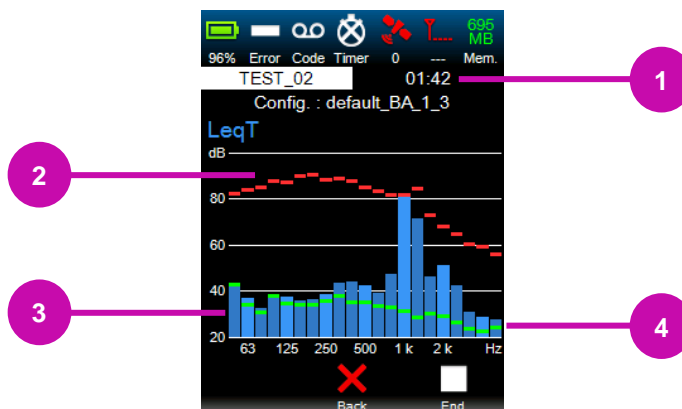 695
MB
96% Error Code Timer 0 --- Mem.
TEST_02 01:42
Config. : default_BA_1_3
LeqT
dB
80
60
40
20
63 125 250 500 1 k 2 k Hz
Back End
1
2
3
4